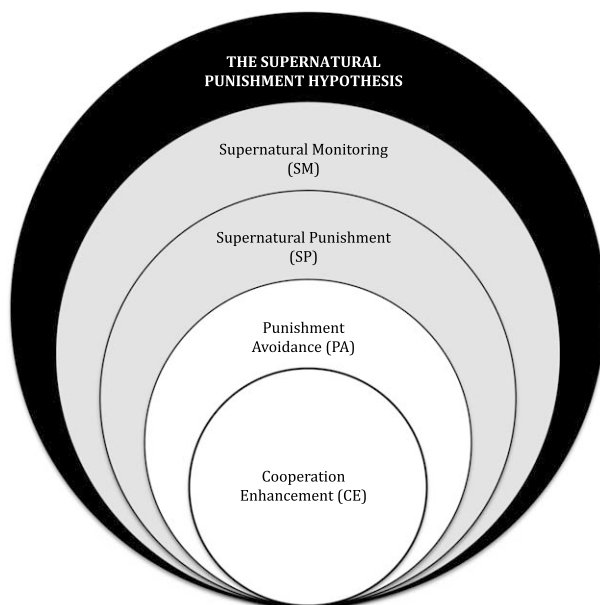 THE SUPERNATURAL
PUNISHMENT HYPOTHESIS
Supernatural Monitoring
(SM)
Supernatural Punishment
(SP)
Punishment
Avoidance (PA)
Cooperation
Enhancement (CE)